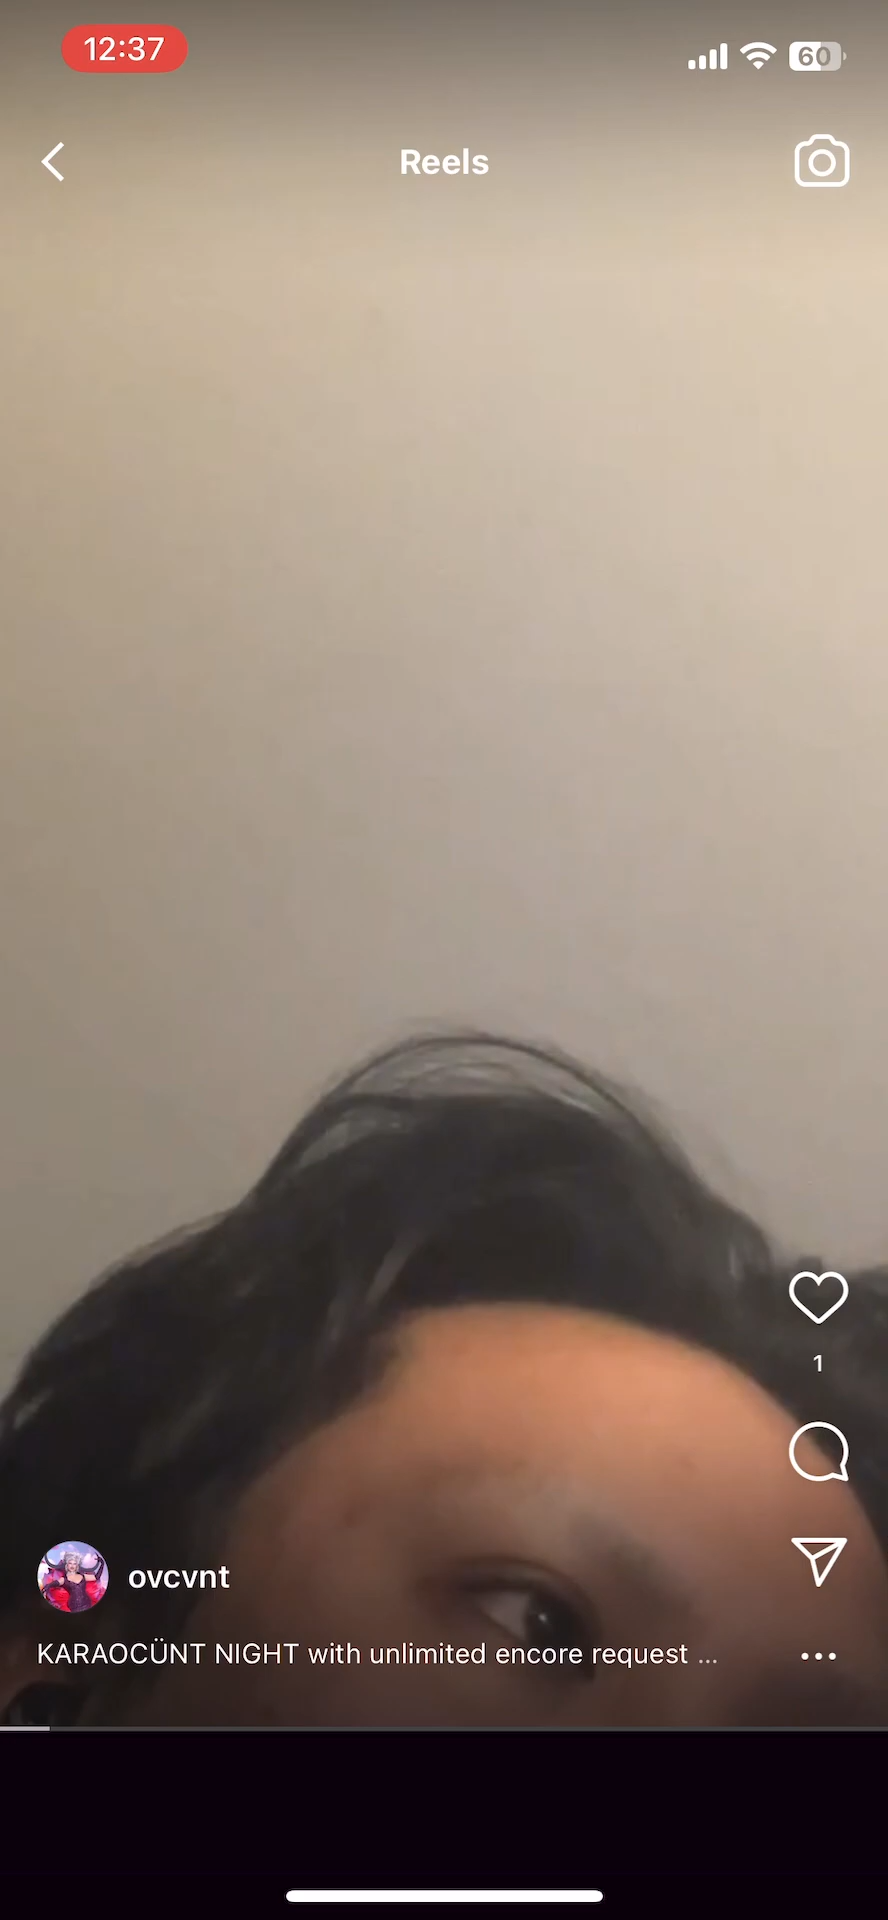 12:37
60
Reels
1
ovcvnt
KARAOCÜNT NIGHT with unlimited encore request ...